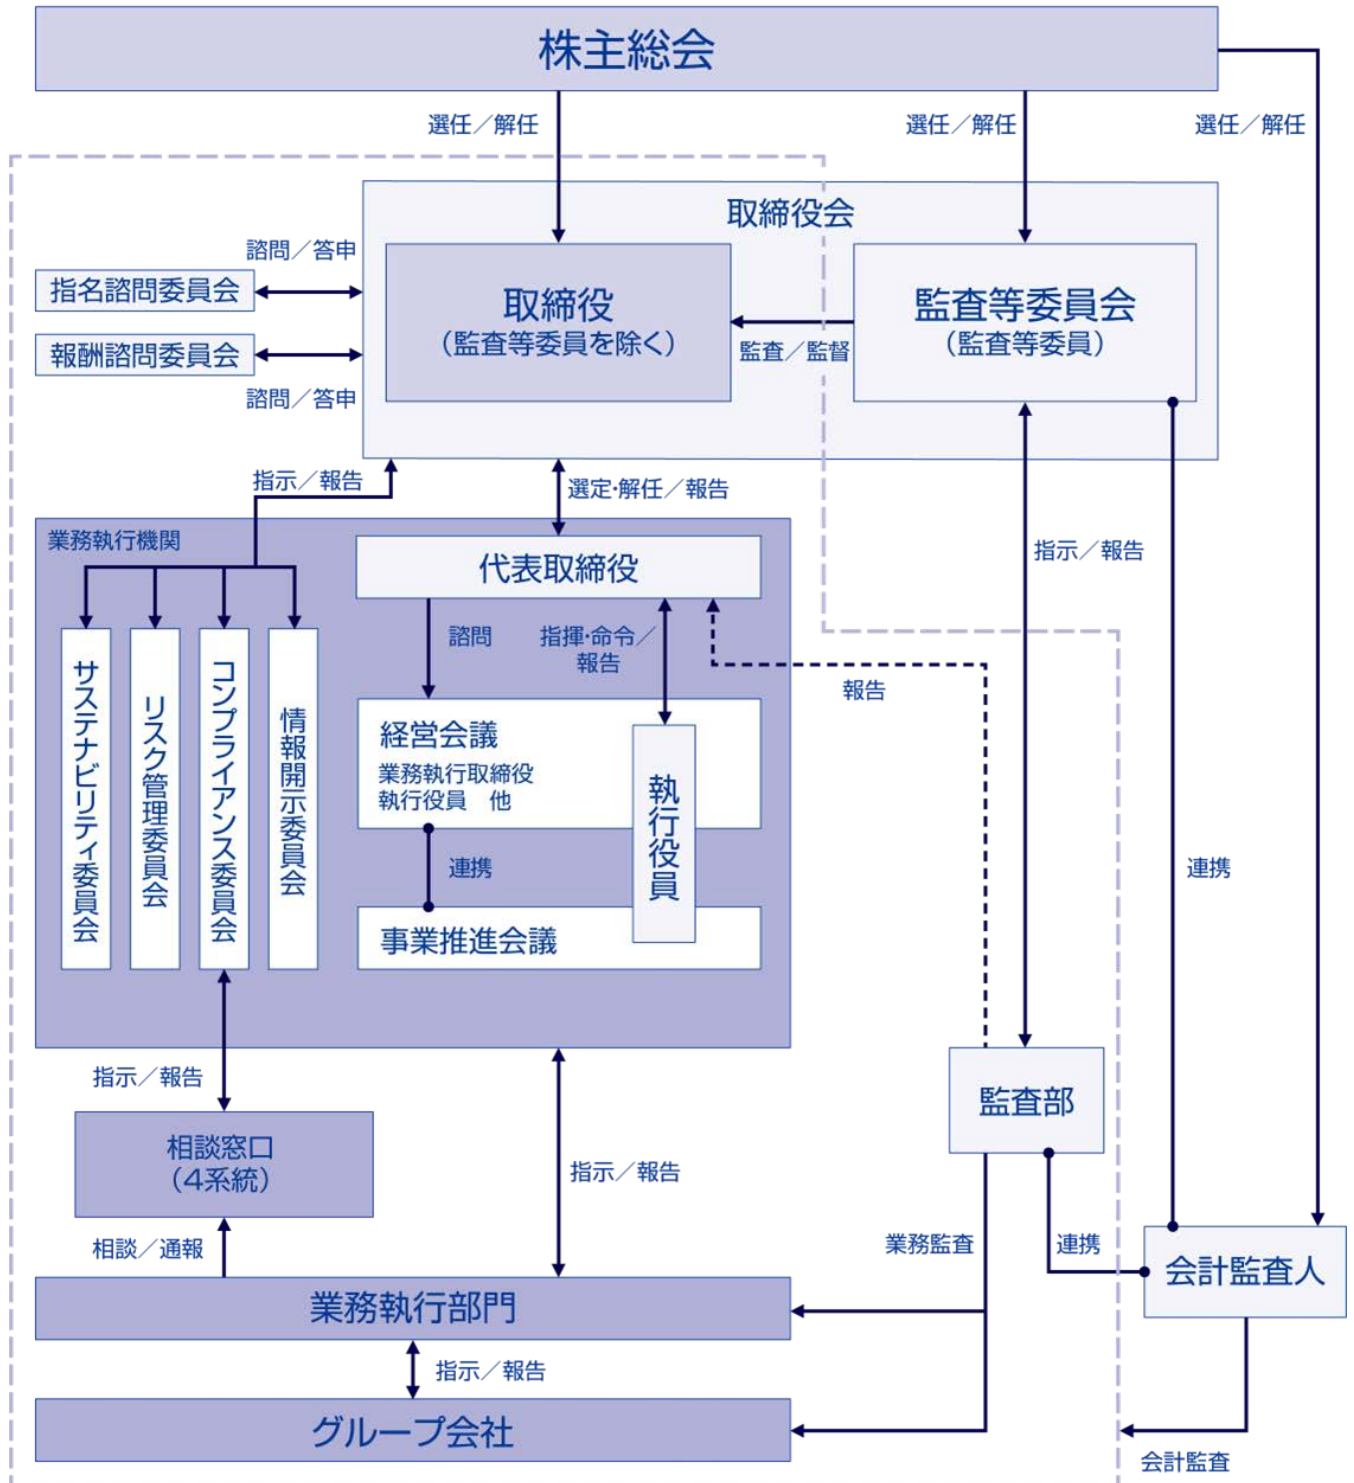 株主総会
選任／解任
選任／解任
選任／解任
取締役会
諮問／答申
指名諮問委員会
報酬諮問委員会
諮問／答申
取締役
（監査等委員を除く）
監査／監督
監査等委員会
（監査等委員）
指示／報告
選定・解任／報告
業務執行機関
代表取締役
指示／報告
諮問
指揮・命令／
報告
報告
サステナビリティ委員会
リスク管理委員会
コンプライアンス委員会
情報開示委員会
経営会議
業務執行取締役
執行役員　他
執行役員
連携
連携
事業推進会議
指示／報告
監査部
相談窓口
（4系統）
指示／報告
相談／通報
業務監査
連携
会計監査人
業務執行部門
指示／報告
グループ会社
会計監査